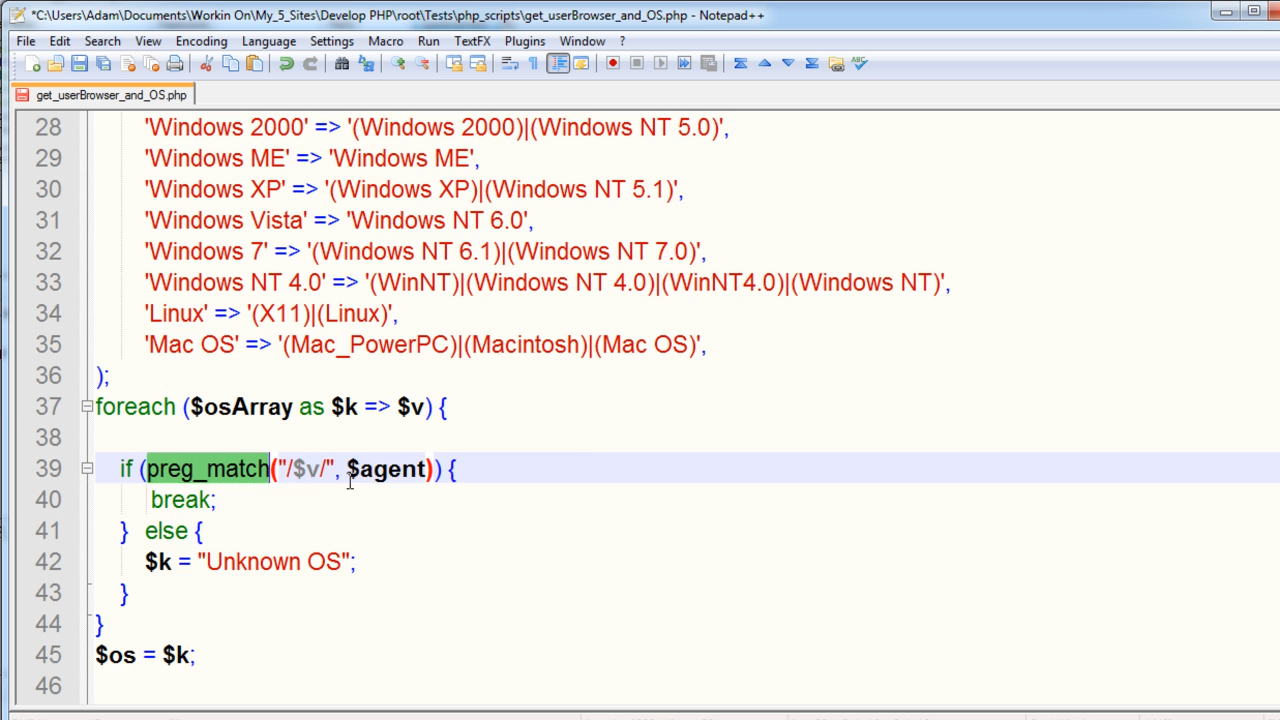 *C:\Users\Adam\Documents\Workin On\My_5_Sites\Develop PHP\root\Tests\php_scripts\get_userBrowser_and_OS.php - Notepad++
File Edit Search View Encoding Language Settings Macro Run TextFX Plugins Window ?
get_userBrowser_and_OS.php
28 'Windows 2000' => '(Windows 2000)|(Windows NT 5.0)',
29 'Windows ME' => 'Windows ME',
30 'Windows XP' => '(Windows XP)|(Windows NT 5.1)',
31 'Windows Vista' => 'Windows NT 6.0',
32 'Windows 7' => '(Windows NT 6.1)|(Windows NT 7.0)',
33 'Windows NT 4.0' => '(WinNT)|(Windows NT 4.0)|(WinNT4.0)|(Windows NT)',
34 'Linux' => '(X11)|(Linux)',
35 'Mac OS' => '(Mac_PowerPC)|(Macintosh)|(Mac OS)',
36 );
37 foreach ($osArray as $k => $v) {
38
39 if (preg_match("/$v/", $agent)) {
40 break;
41 } else {
42 $k = "Unknown OS";
43 }
44 }
45 $os = $k;
46